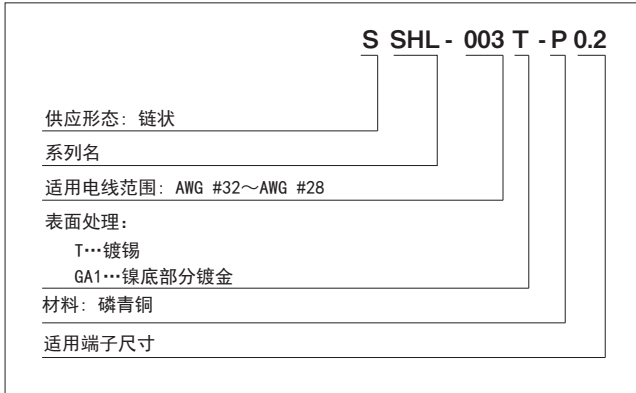 S SHL - 003 T - P 0.2
供应形态: 链状
系列名
适用电线范围: AWG #32～AWG #28
表面处理:
T…镀锡
GA1…镍底部分镀金
材料: 磷青铜
适用端子尺寸